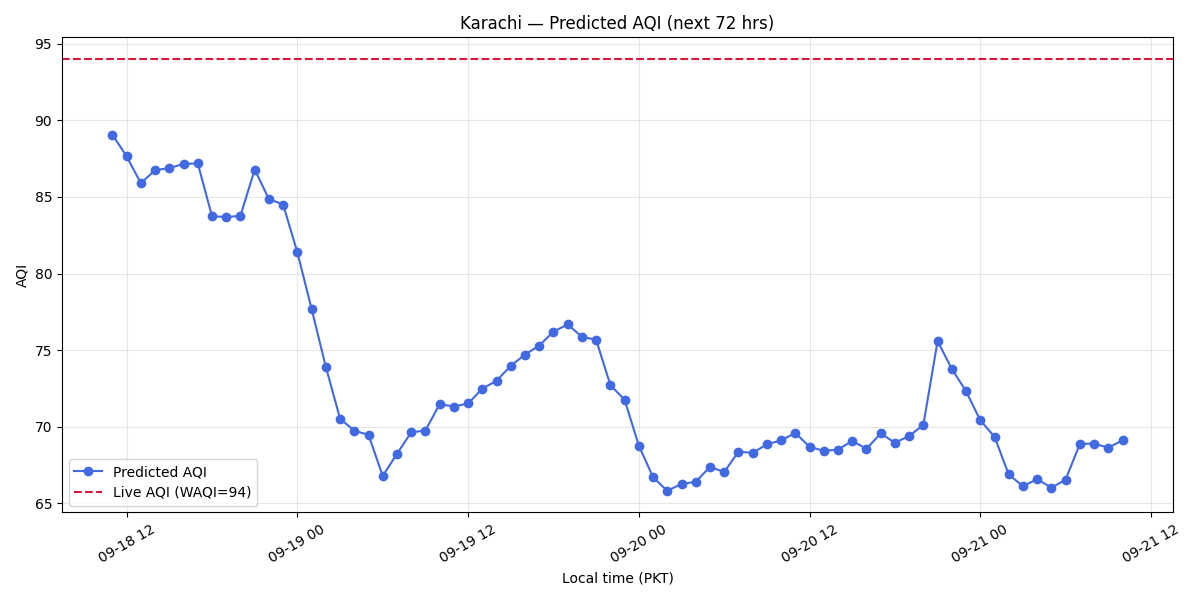 Karachi — Predicted AQI (next 72 hrs)
95
90
85
80
75
70
65
AQI
Predicted AQI
Live AQI (WAQI=94)
09-18 12
09-19 00
09-19 12
09-20 00
09-20 12
09-21 00
09-21 12
Local time (PKT)